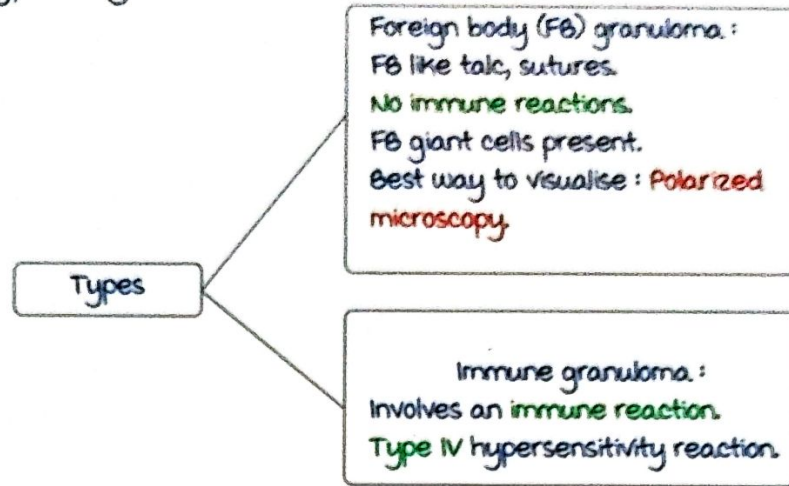 Foreign body (FB) granuloma :
FB like talc, sutures.
No immune reactions.
FB giant cells present.
Best way to visualise : Polarized
microscopy.
Types
Immune granuloma :
Involves an immune reaction.
Type IV hypersensitivity reaction.